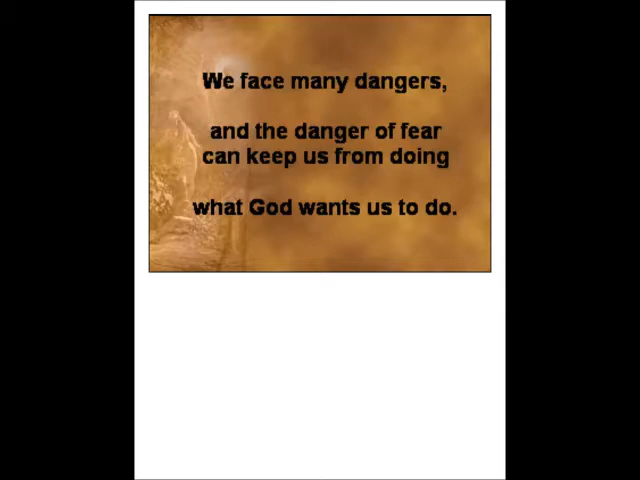 We face many dangers,
and the danger of fear
can keep us from doing
what God wants us to do.